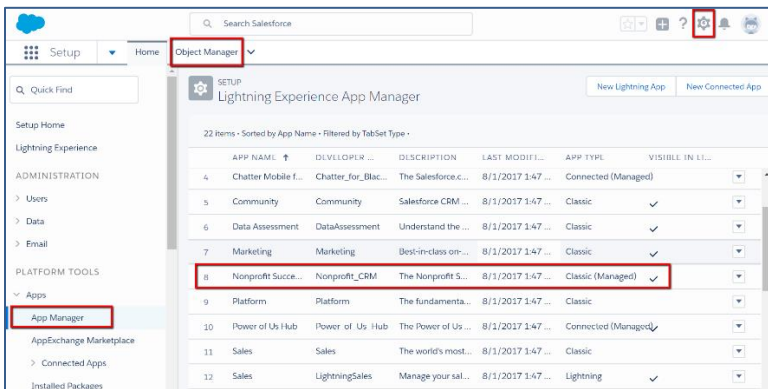 Search Salesforce
Setup
Home
Object Manager
Quick Find
Setup Home
Lightning Experience
ADMINISTRATION
Users
Data
Email
PLATFORM TOOLS
Apps
App Manager
AppExchange Marketplace
Connected Apps
Installed Packages
SETUP
Lightning Experience App Manager
New Lightning App
New Connected App
22 items • Sorted by App Name • Filtered by TabSet Type •
APP NAME ↑ DEVELOPER ... DESCRIPTION LAST MODIFI... APP TYPE VISIBLE IN LI...
4 Chatter Mobile f... Chatter_for_Blac... The Salesforce.c... 8/1/2017 1:47 ... Connected (Managed)
5 Community Community Salesforce CRM ... 8/1/2017 1:47 ... Classic
6 Data Assessment DataAssessment Understand the ... 8/1/2017 1:47 ... Classic
7 Marketing Marketing Best-in-class on-... 8/1/2017 1:47 ... Classic
8 Nonprofit Succe... Nonprofit_CRM The Nonprofit S... 8/1/2017 1:47 ... Classic (Managed)
9 Platform Platform The fundamenta... 8/1/2017 1:47 ... Classic
10 Power of Us Hub Power_of_Us_Hub The Power of Us ... 8/1/2017 1:47 ... Connected (Managed)
11 Sales Sales The world's most... 8/1/2017 1:47 ... Classic
12 Sales LightningSales Manage your sal... 8/1/2017 1:47 ... Lightning